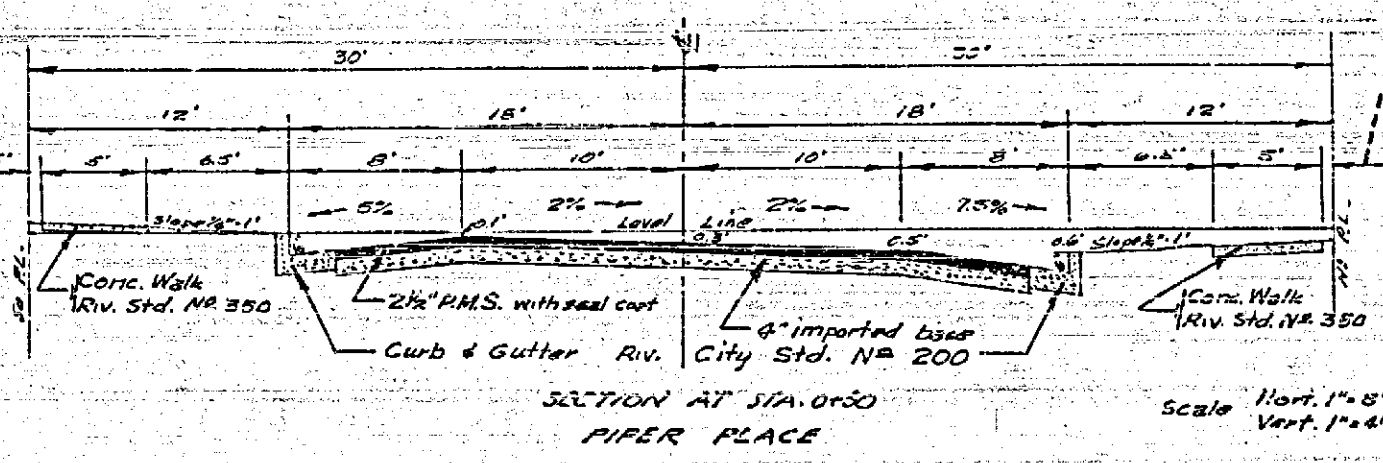 30'
30'
12'
18'
18'
12'
5'
6.5'
8'
10'
10'
8'
6.5'
5'
5%
2%
Level Line
2%
7.5%
Slope ¼"-1'
0.1'
0.3'
0.5'
0.6'
Slope ¼"-1'
So. P.L.
No. P.L.
Conc. Walk
Riv. Std. No. 350
2½" P.M.S. with seal coat
4" imported base
Conc. Walk
Riv. Std. No. 350
Curb & Gutter Riv. City Std. No 200
SECTION AT STA. 0+50
PIPER PLACE
Scale Hort. 1"=8'
Vert. 1"=4'